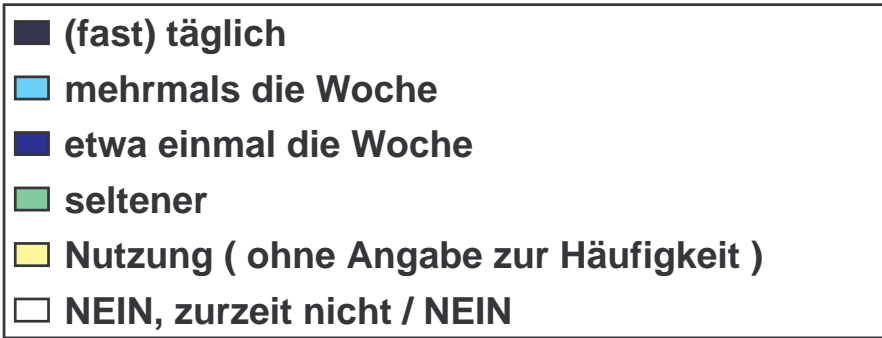 (fast) täglich
mehrmals die Woche
etwa einmal die Woche
seltener
Nutzung ( ohne Angabe zur Häufigkeit )
NEIN, zurzeit nicht / NEIN